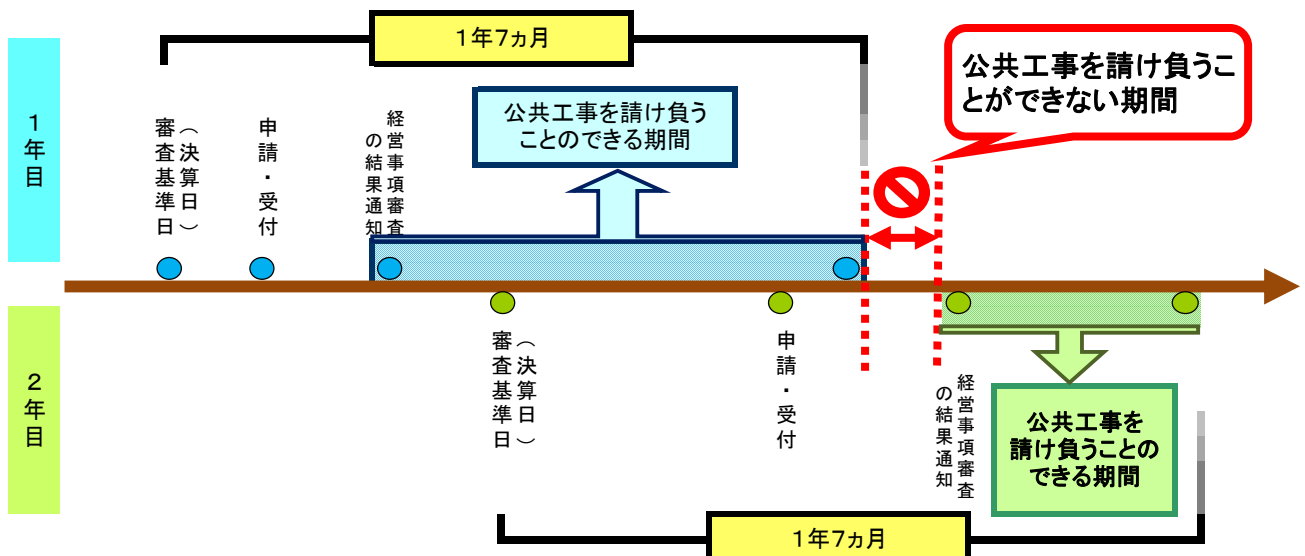 1年7ヵ月
公共工事を請け負うこ
とができない期間
1年目
公共工事を請け負う
ことのできる期間
審査基準日
（決算日）
申請・受付
経営事項審査
の結果通知
2年目
審査基準日
（決算日）
申請・受付
経営事項審査
の結果通知
公共工事を
請け負うことの
できる期間
1年7ヵ月